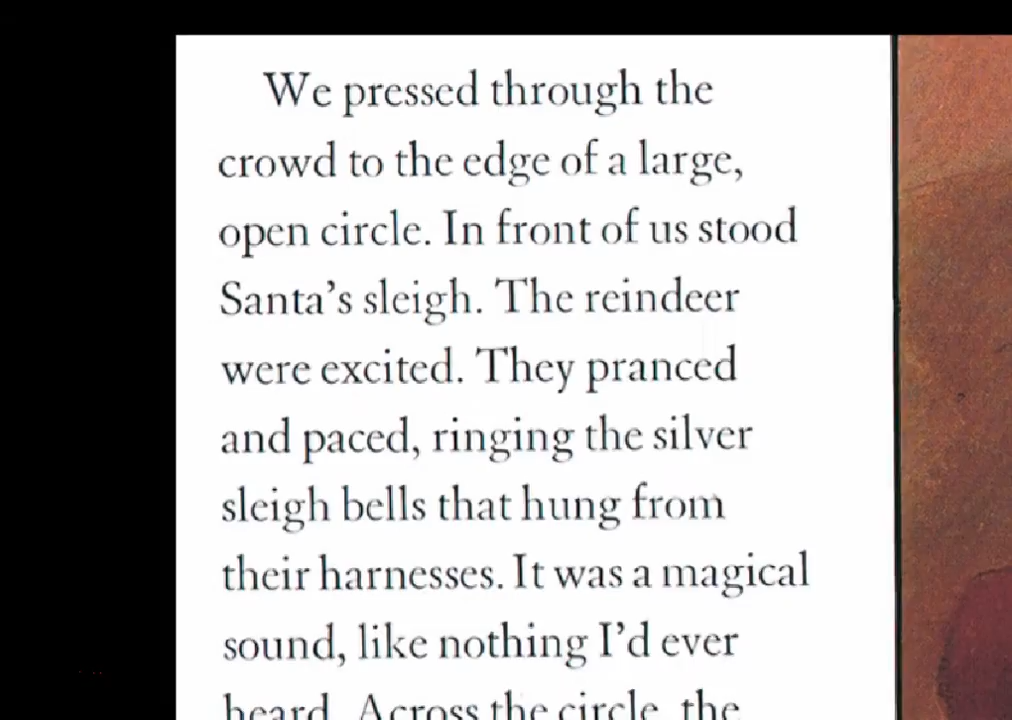 We pressed through the
crowd to the edge of a large,
open circle. In front of us stood
Santa’s sleigh. The reindeer
were excited. They pranced
and paced, ringing the silver
sleigh bells that hung from
their harnesses. It was a magical
sound, like nothing I’d ever
heard. Across the circle, the